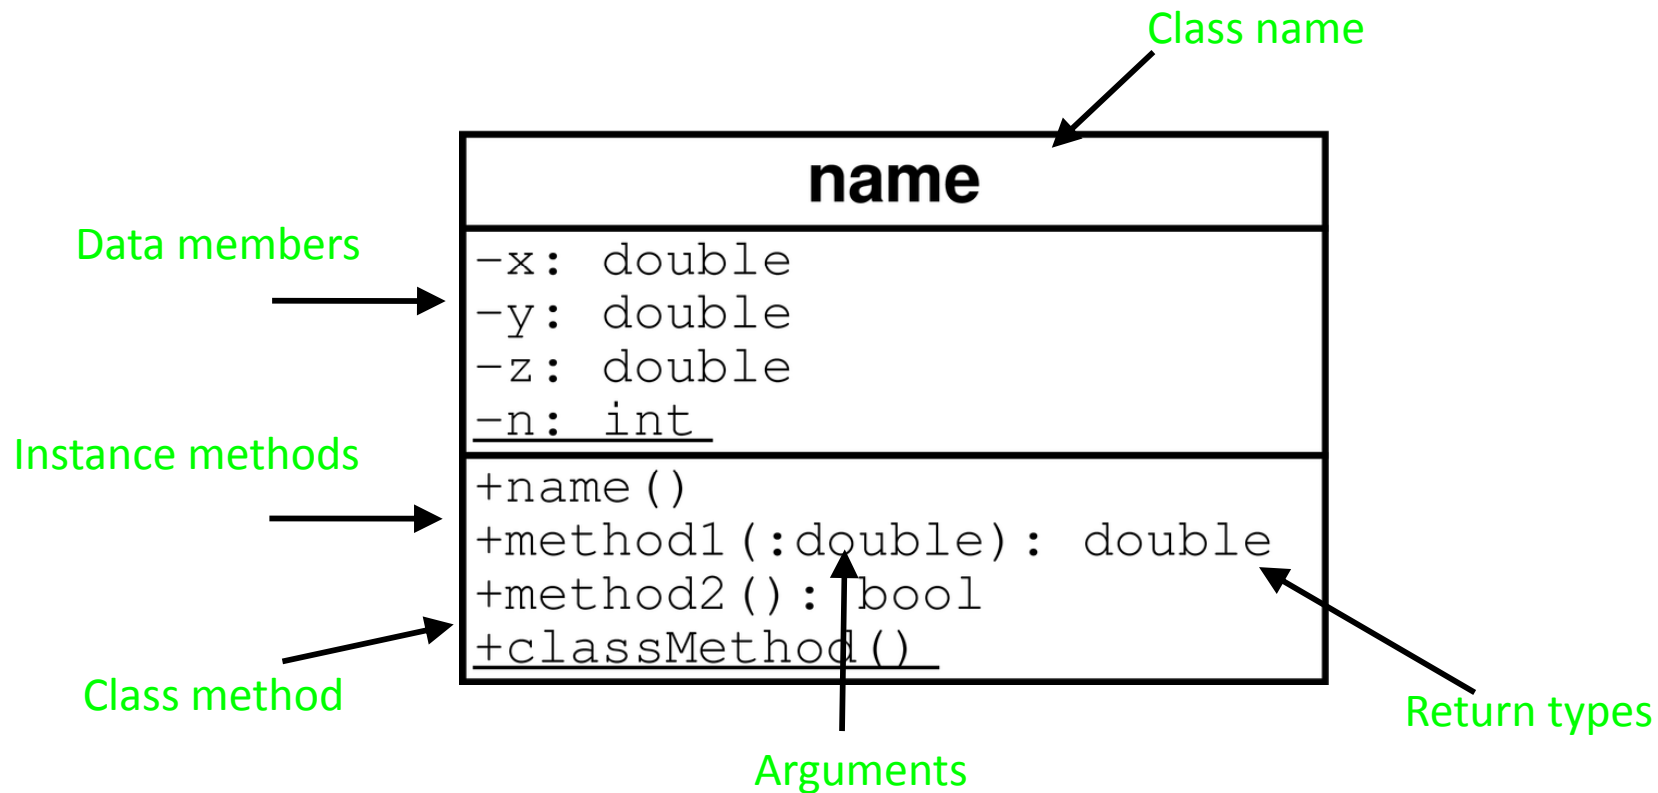 Class name
name
Data members
-x: double
-y: double
-z: double
-n: int
Instance methods
+name()
+method1(:double): double
+method2(): bool
+classMethod()
Class method
Return types
Arguments